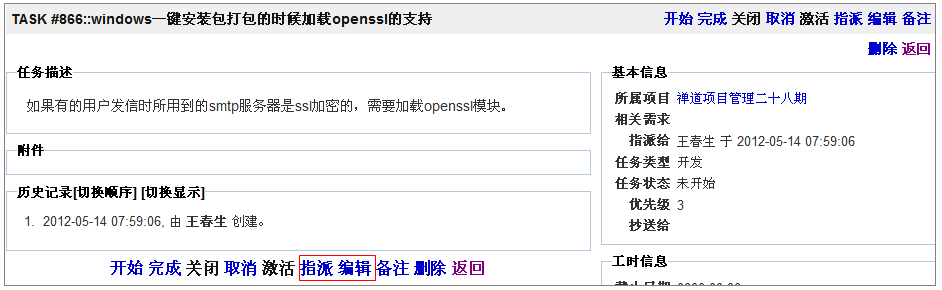 TASK #866::windows一键安装包打包的时候加载openssl的支持
开始 完成 关闭 取消 激活 指派 编辑 备注
删除 返回
任务描述
如果有的用户发信时所用到的smtp服务器是ssl加密的，需要加载openssl模块。
附件
历史记录[切换顺序] [切换显示]
1. 2012-05-14 07:59:06, 由 王春生 创建。
开始 完成 关闭 取消 激活 指派 编辑 备注 删除 返回
基本信息
所属项目 禅道项目管理二十八期
相关需求
指派给 王春生 于 2012-05-14 07:59:06
任务类型 开发
任务状态 未开始
优先级 3
抄送给
工时信息